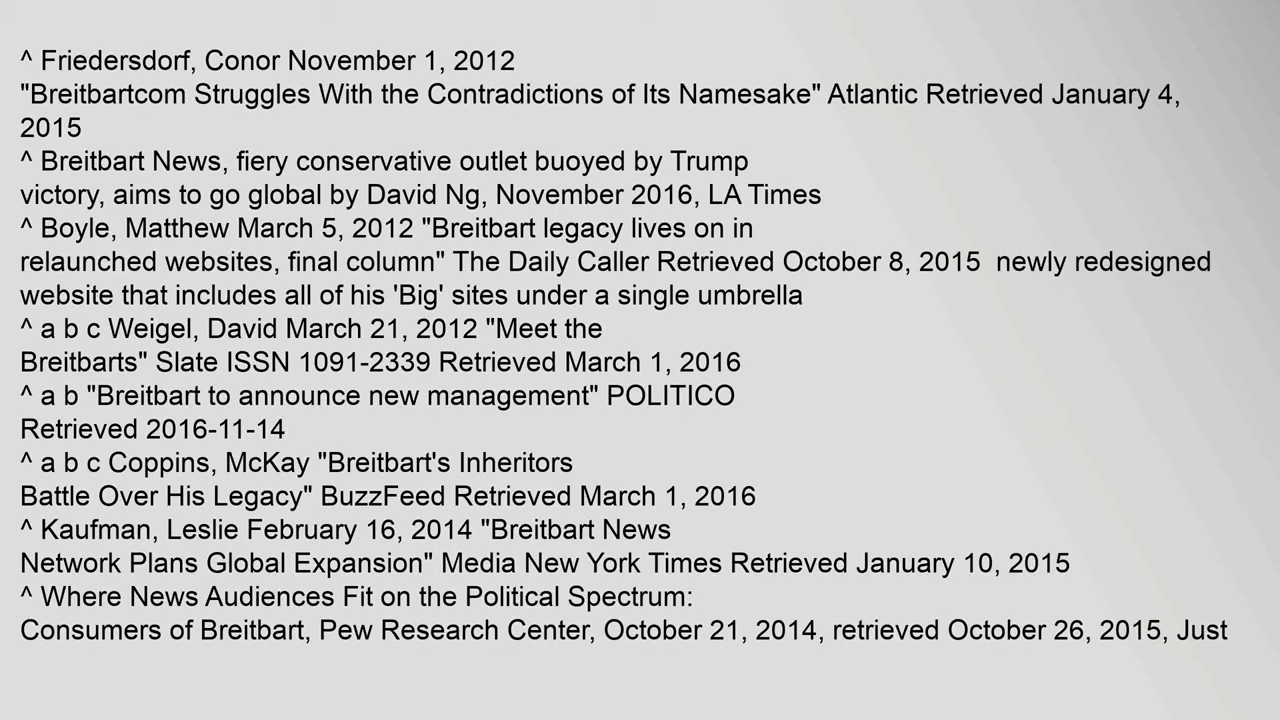 ^ Friedersdorf, Conor November 1, 2012
"Breitbartcom Struggles With the Contradictions of Its Namesake" Atlantic Retrieved January 4,
2015
^ Breitbart News, fiery conservative outlet buoyed by Trump
victory, aims to go global by David Ng, November 2016, LA Times
^ Boyle, Matthew March 5, 2012 "Breitbart legacy lives on in
relaunched websites, final column" The Daily Caller Retrieved October 8, 2015  newly redesigned
website that includes all of his 'Big' sites under a single umbrella
^ a b c Weigel, David March 21, 2012 "Meet the
Breitbarts" Slate ISSN 1091-2339 Retrieved March 1, 2016
^ a b "Breitbart to announce new management" POLITICO
Retrieved 2016-11-14
^ a b c Coppins, McKay "Breitbart's Inheritors
Battle Over His Legacy" BuzzFeed Retrieved March 1, 2016
^ Kaufman, Leslie February 16, 2014 "Breitbart News
Network Plans Global Expansion" Media New York Times Retrieved January 10, 2015
^ Where News Audiences Fit on the Political Spectrum:
Consumers of Breitbart, Pew Research Center, October 21, 2014, retrieved October 26, 2015, Just